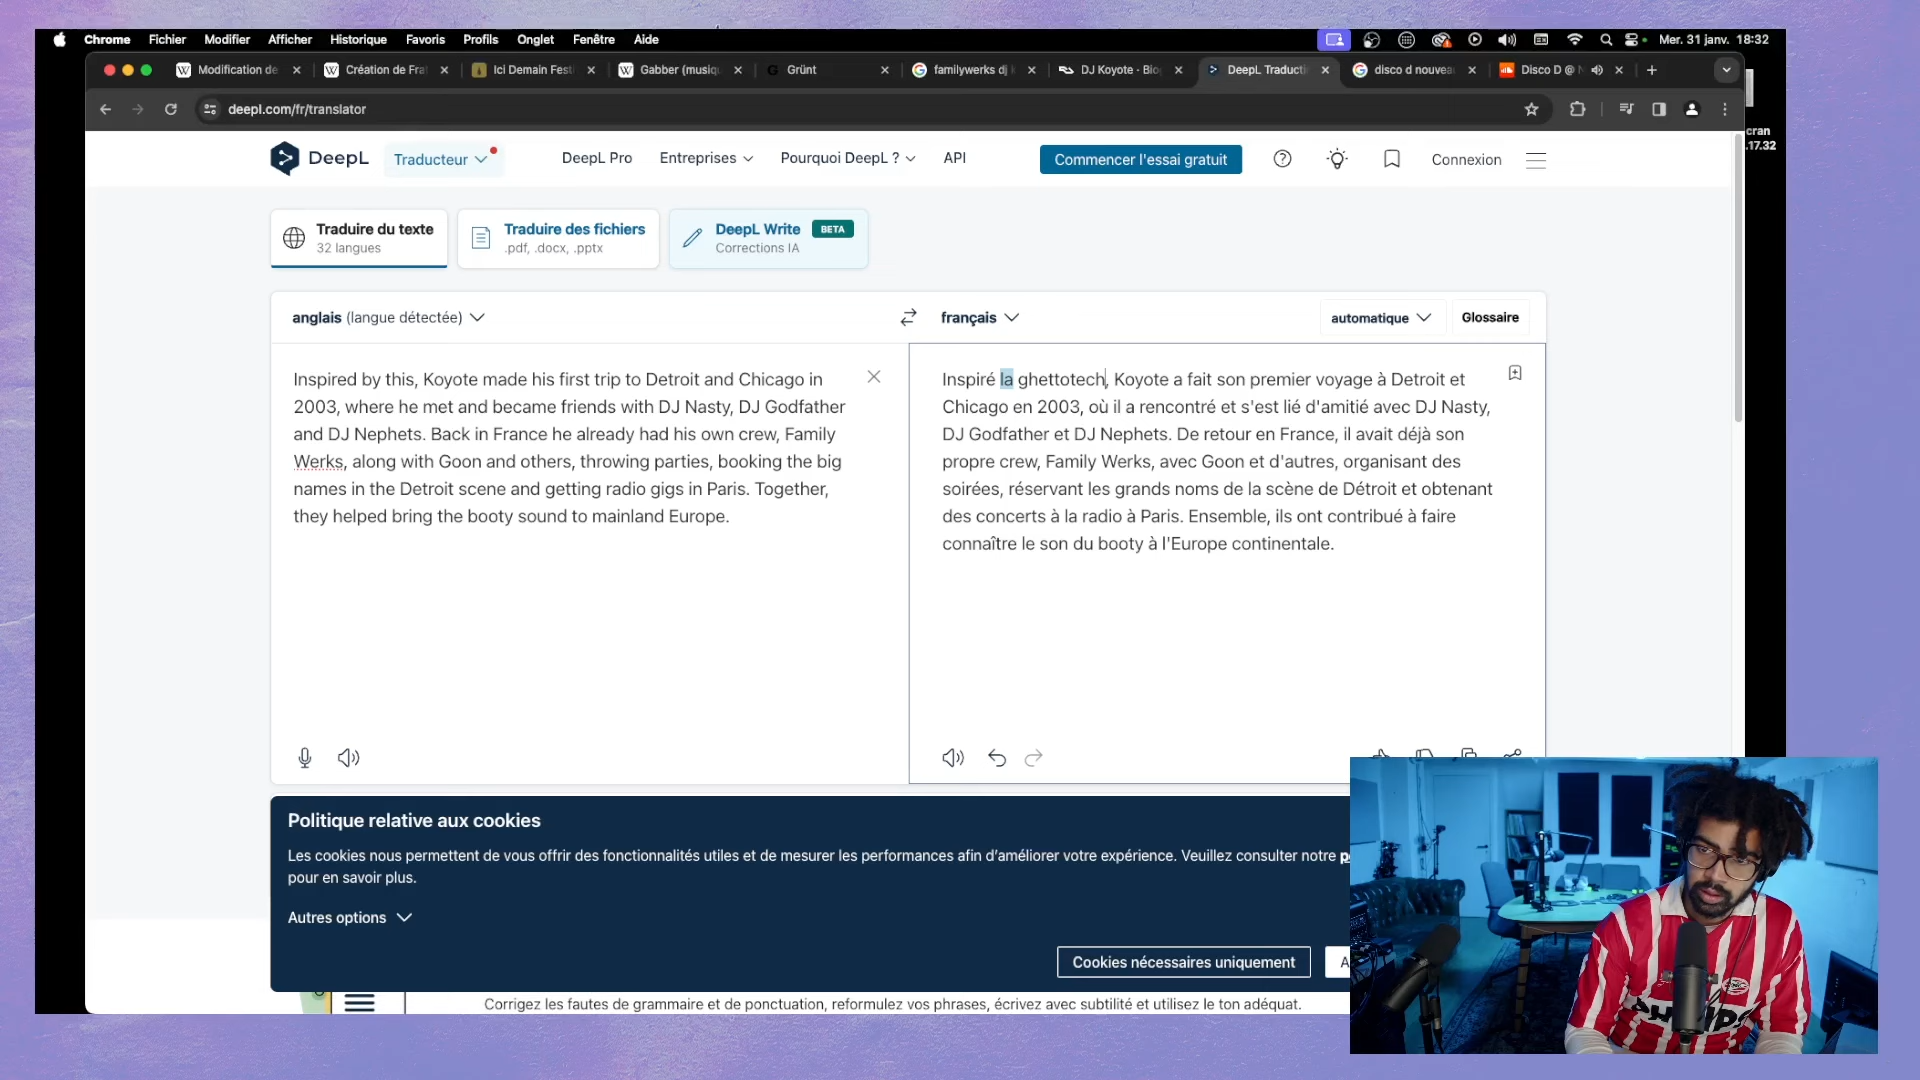 Chrome Fichier Modifier Afficher Historique Favoris Profils Onglet Fenêtre Aide Mer. 31 janv. 18:32
Modification de Création de Fra Ici Demain Festi Gabber (musiq Grünt familywerks dj DJ Koyote - Bio DeepL Traducti disco d nouvea Disco D @
deepl.com/fr/translator
cran
.17.32
DeepL Traducteur DeepL Pro Entreprises Pourquoi DeepL ? API Commencer l'essai gratuit Connexion
Traduire du texte
32 langues
Traduire des fichiers
.pdf, .docx, .pptx
DeepL Write BETA
Corrections IA
anglais (langue détectée) français automatique Glossaire
Inspired by this, Koyote made his first trip to Detroit and Chicago in
2003, where he met and became friends with DJ Nasty, DJ Godfather
and DJ Nephets. Back in France he already had his own crew, Family
Werks, along with Goon and others, throwing parties, booking the big
names in the Detroit scene and getting radio gigs in Paris. Together,
they helped bring the booty sound to mainland Europe.
Inspiré la ghettotech, Koyote a fait son premier voyage à Detroit et
Chicago en 2003, où il a rencontré et s'est lié d'amitié avec DJ Nasty,
DJ Godfather et DJ Nephets. De retour en France, il avait déjà son
propre crew, Family Werks, avec Goon et d'autres, organisant des
soirées, réservant les grands noms de la scène de Détroit et obtenant
des concerts à la radio à Paris. Ensemble, ils ont contribué à faire
connaître le son du booty à l'Europe continentale.
Politique relative aux cookies
Les cookies nous permettent de vous offrir des fonctionnalités utiles et de mesurer les performances afin d'améliorer votre expérience. Veuillez consulter notre
pour en savoir plus.
Autres options
Cookies nécessaires uniquement
Corrigez les fautes de grammaire et de ponctuation, reformulez vos phrases, écrivez avec subtilité et utilisez le ton adéquat.